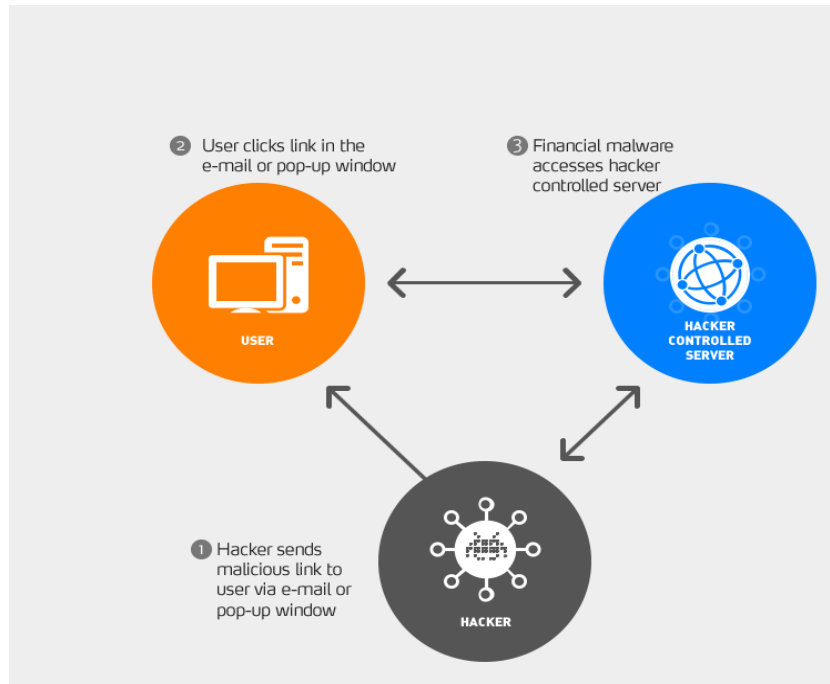 2 User clicks link in the
e-mail or pop-up window
3 Financial malware
accesses hacker
controlled server
USER
HACKER
CONTROLLED
SERVER
1 Hacker sends
malicious link to
user via e-mail or
pop-up window
HACKER